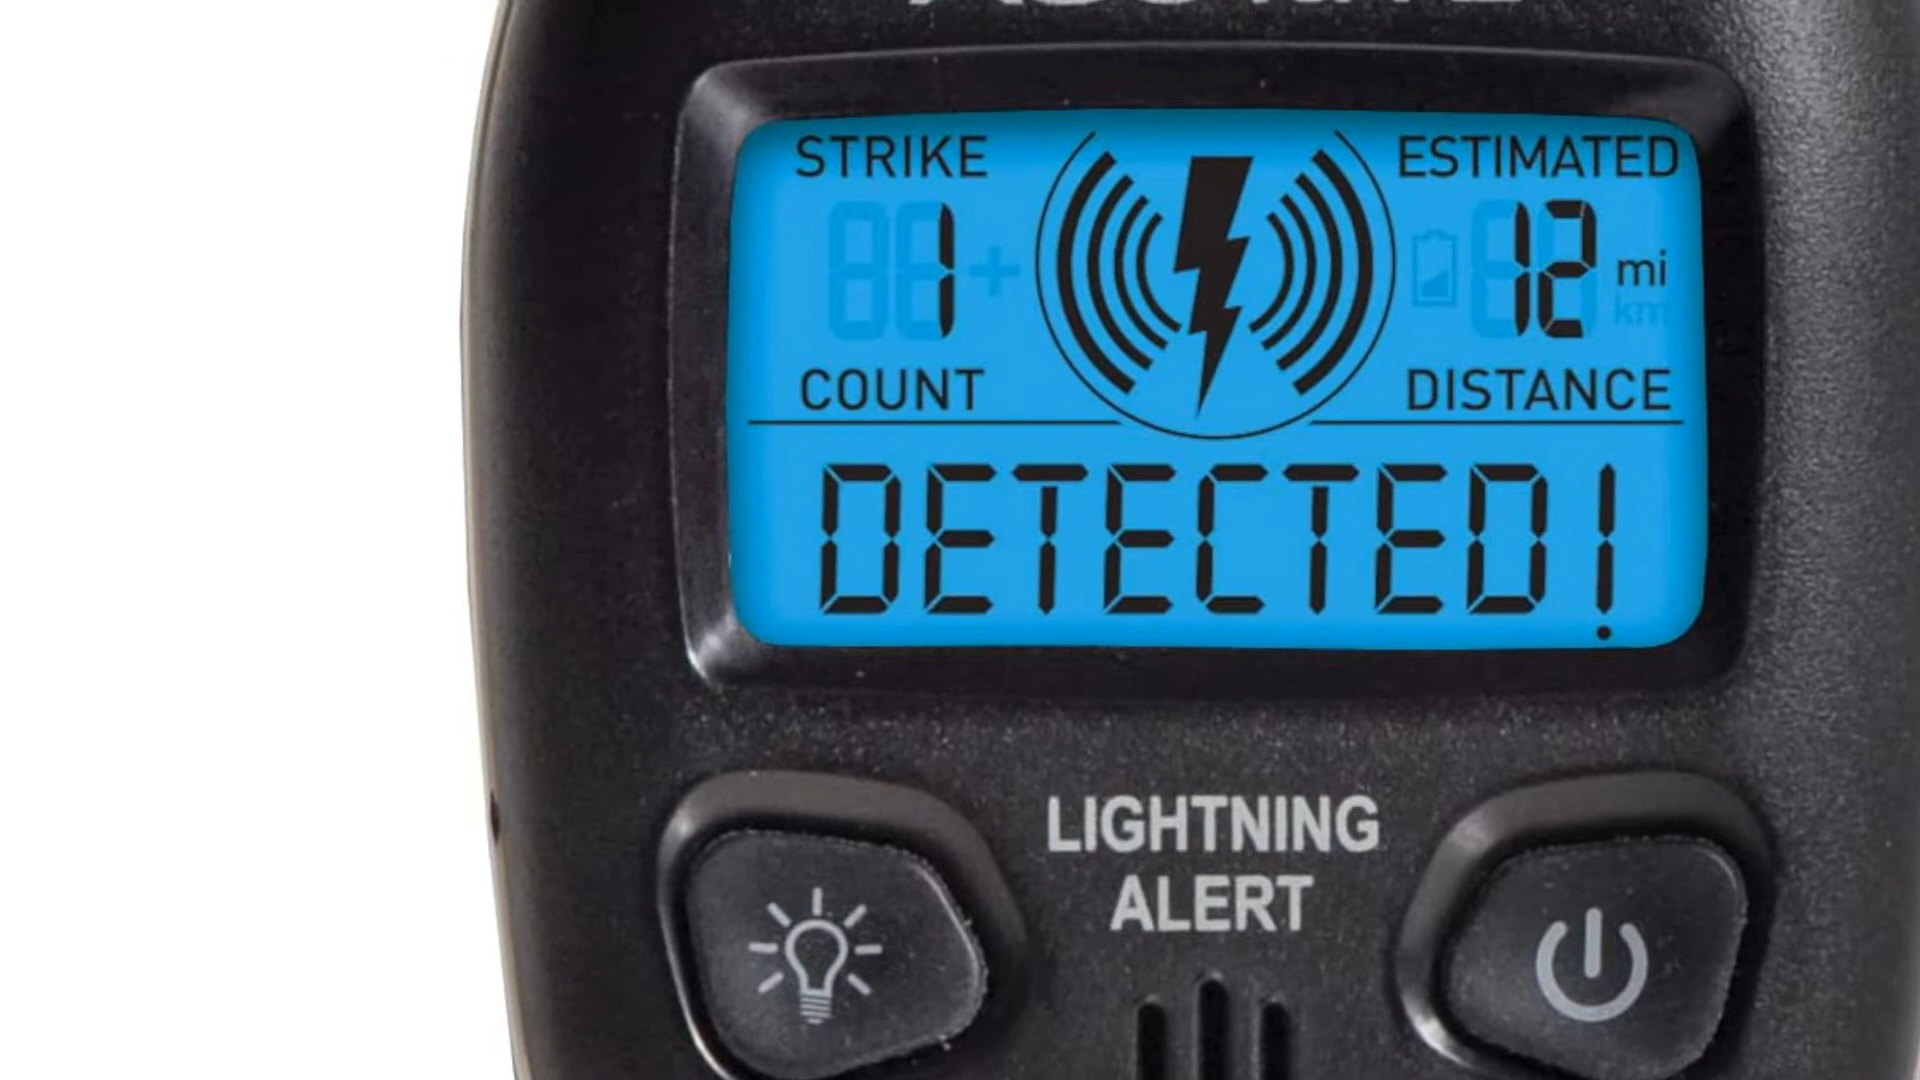 STRIKE
1
COUNT
ESTIMATED
12 mi
km
DISTANCE
DETECTED!
LIGHTNING
ALERT